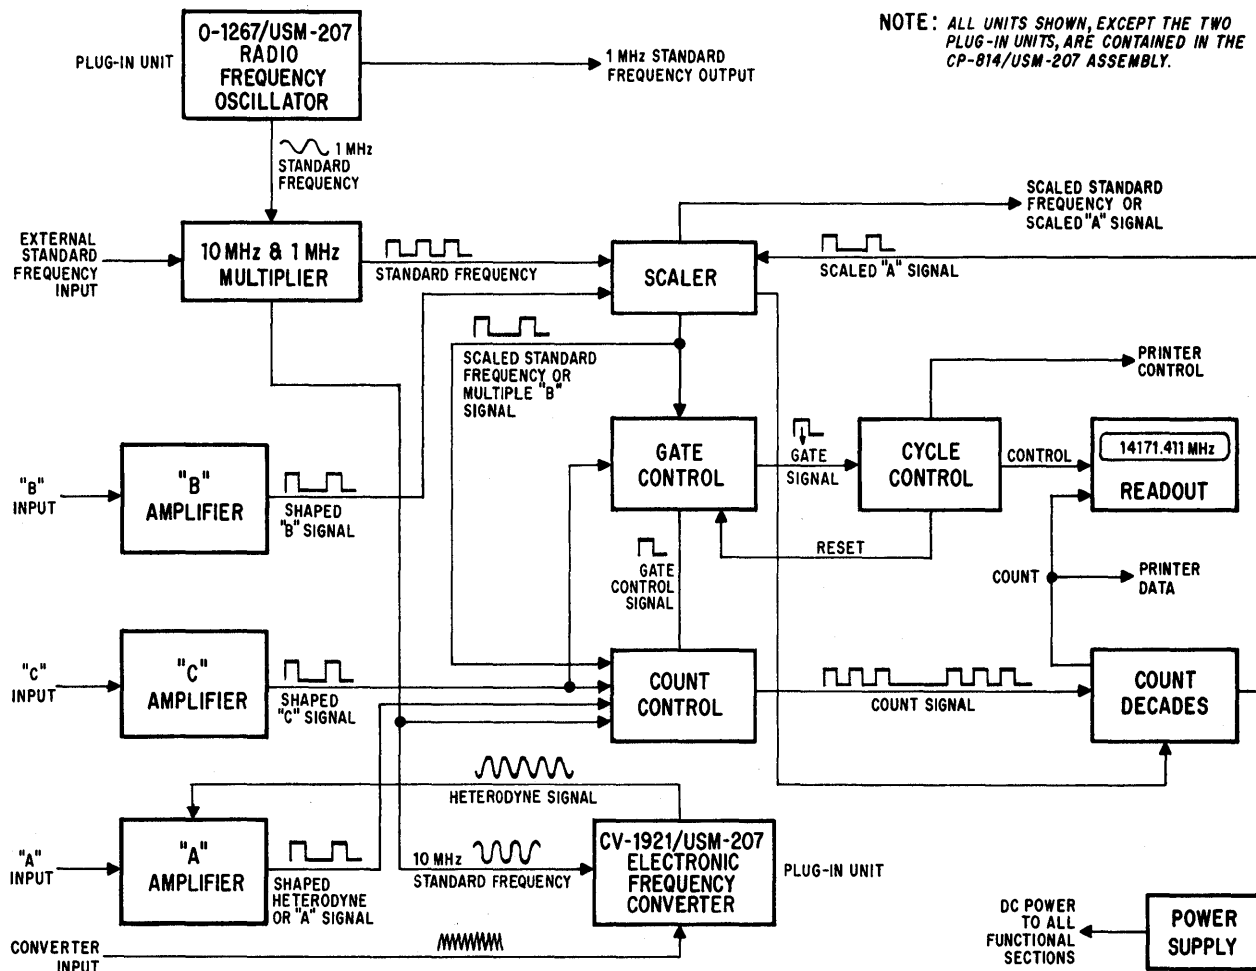 NOTE: ALL UNITS SHOWN, EXCEPT THE TWO
PLUG-IN UNITS, ARE CONTAINED IN THE
CP-814/USM-207 ASSEMBLY.
PLUG-IN UNIT
O-1267/USM-207
RADIO
FREQUENCY
OSCILLATOR
1 MHz STANDARD
FREQUENCY OUTPUT
1 MHz
STANDARD
FREQUENCY
EXTERNAL
STANDARD
FREQUENCY
INPUT
10 MHz & 1 MHz
MULTIPLIER
STANDARD FREQUENCY
SCALER
SCALED STANDARD
FREQUENCY OR
SCALED "A" SIGNAL
SCALED "A" SIGNAL
SCALED STANDARD
FREQUENCY OR
MULTIPLE "B"
SIGNAL
PRINTER
CONTROL
"B"
INPUT
"B"
AMPLIFIER
SHAPED
"B" SIGNAL
GATE
CONTROL
GATE
SIGNAL
CYCLE
CONTROL
CONTROL
14171.411 MHz
READOUT
RESET
GATE
CONTROL
SIGNAL
COUNT
PRINTER
DATA
"C"
INPUT
"C"
AMPLIFIER
SHAPED
"C" SIGNAL
COUNT
CONTROL
COUNT SIGNAL
COUNT
DECADES
HETERODYNE SIGNAL
"A"
INPUT
"A"
AMPLIFIER
SHAPED
HETERODYNE
OR "A" SIGNAL
10 MHz
STANDARD FREQUENCY
CV-1921/USM-207
ELECTRONIC
FREQUENCY
CONVERTER
PLUG-IN UNIT
CONVERTER
INPUT
DC POWER
TO ALL
FUNCTIONAL
SECTIONS
POWER
SUPPLY